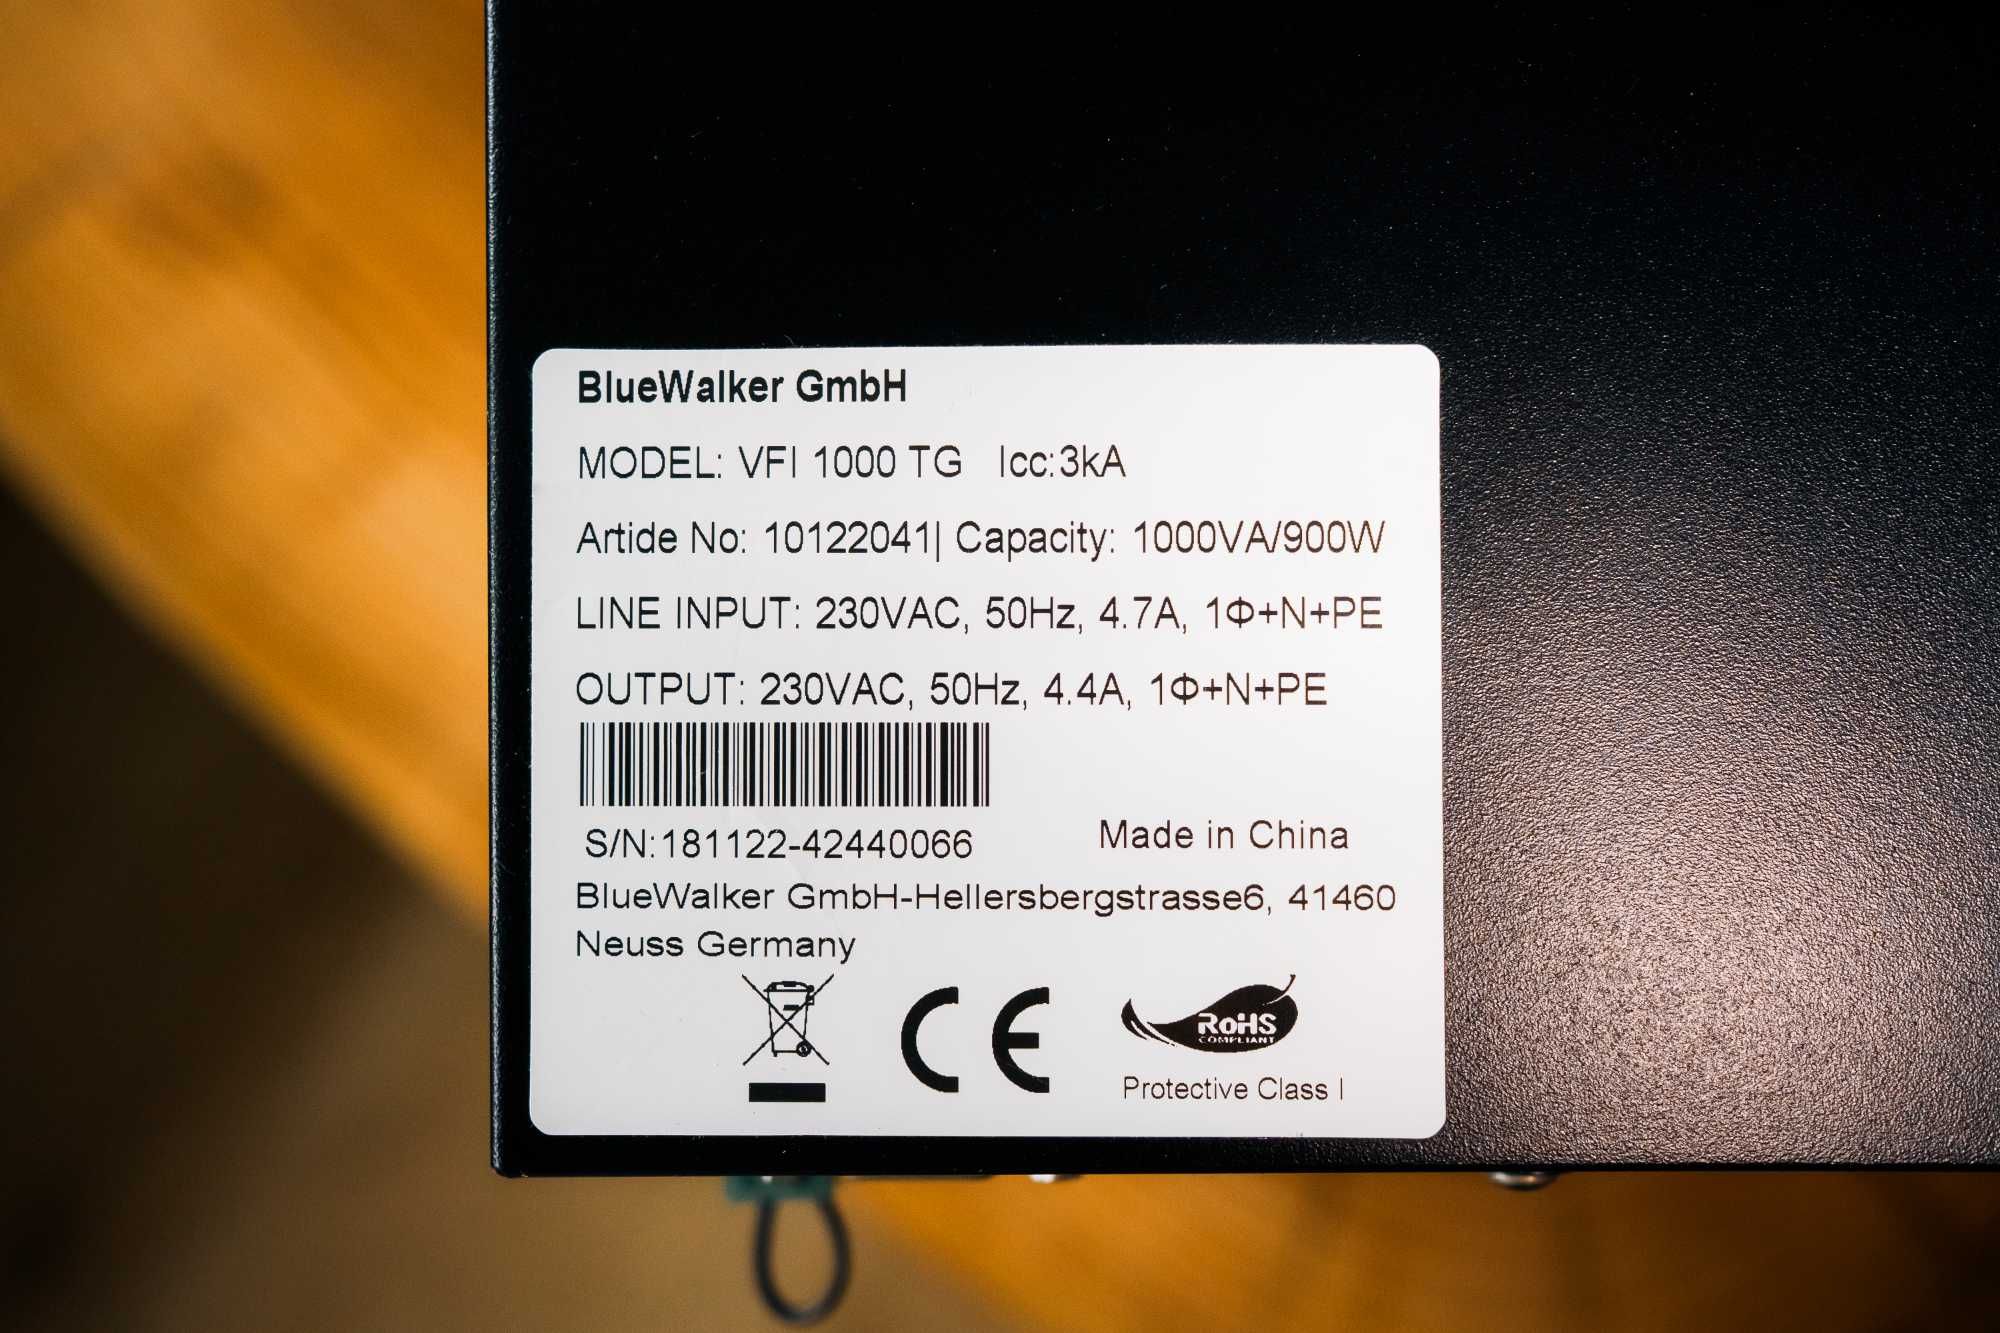 BlueWalker GmbH
MODEL: VFI 1000 TG Icc:3kA
Artide No: 10122041| Capacity: 1000VA/900W
LINE INPUT: 230VAC, 50Hz, 4.7A, 1Φ+N+PE
OUTPUT: 230VAC, 50Hz, 4.4A, 1Φ+N+PE
S/N:181122-42440066
Made in China
BlueWalker GmbH-Hellersbergstrasse6, 41460
Neuss Germany
CE
RoHS
COMPLIANT
Protective Class I